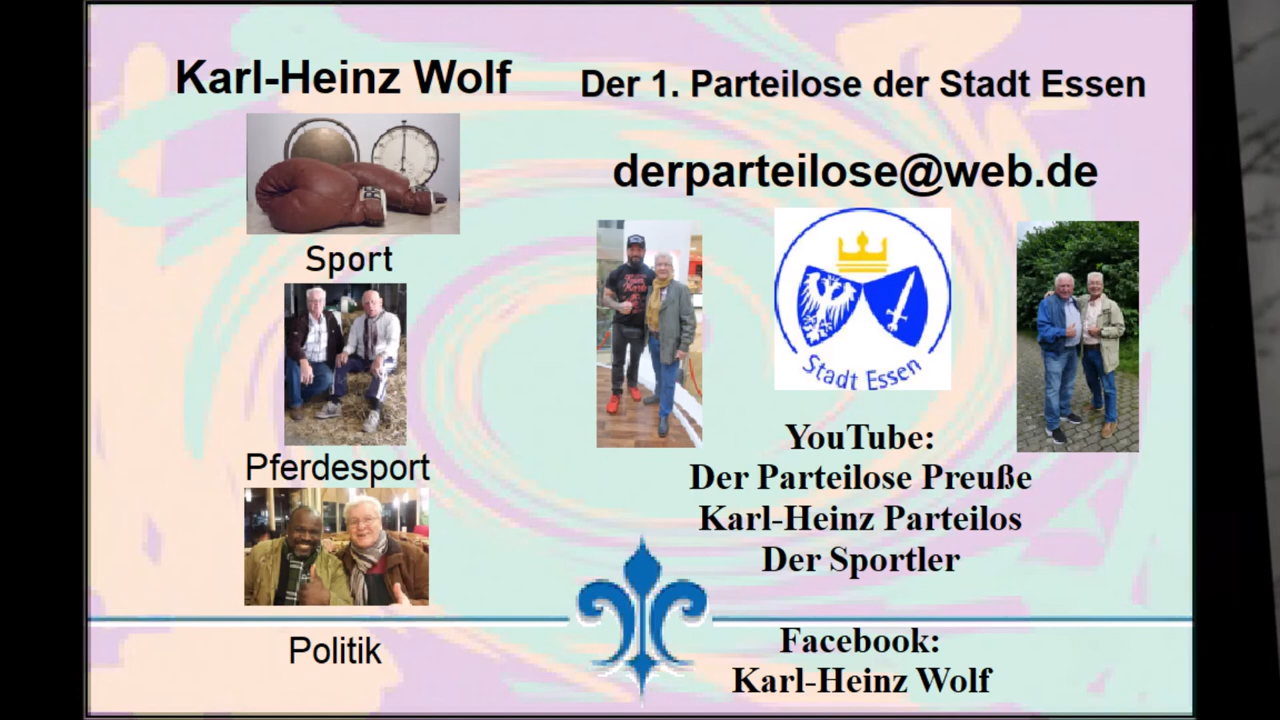 Karl-Heinz Wolf
Der 1. Parteilose der Stadt Essen
derparteilose@web.de
Sport
Pferdesport
Politik
Stadt Essen
YouTube:
Der Parteilose Preuße
Karl-Heinz Parteilos
Der Sportler
Facebook:
Karl-Heinz Wolf